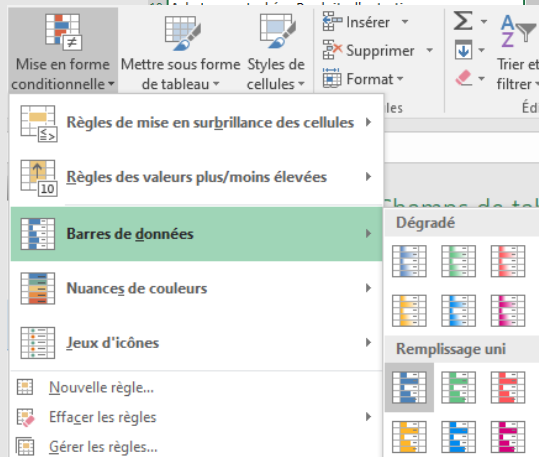 Mise en forme
conditionnelle
Mettre sous forme
de tableau
Styles de
cellules
Insérer
Supprimer
Format
Trier et
filtrer
Règles de mise en surbrillance des cellules
Règles des valeurs plus/moins élevées
10
Barres de données
Nuances de couleurs
Jeux d'icônes
Nouvelle règle...
Effacer les règles
Gérer les règles...
Dégradé
Remplissage uni